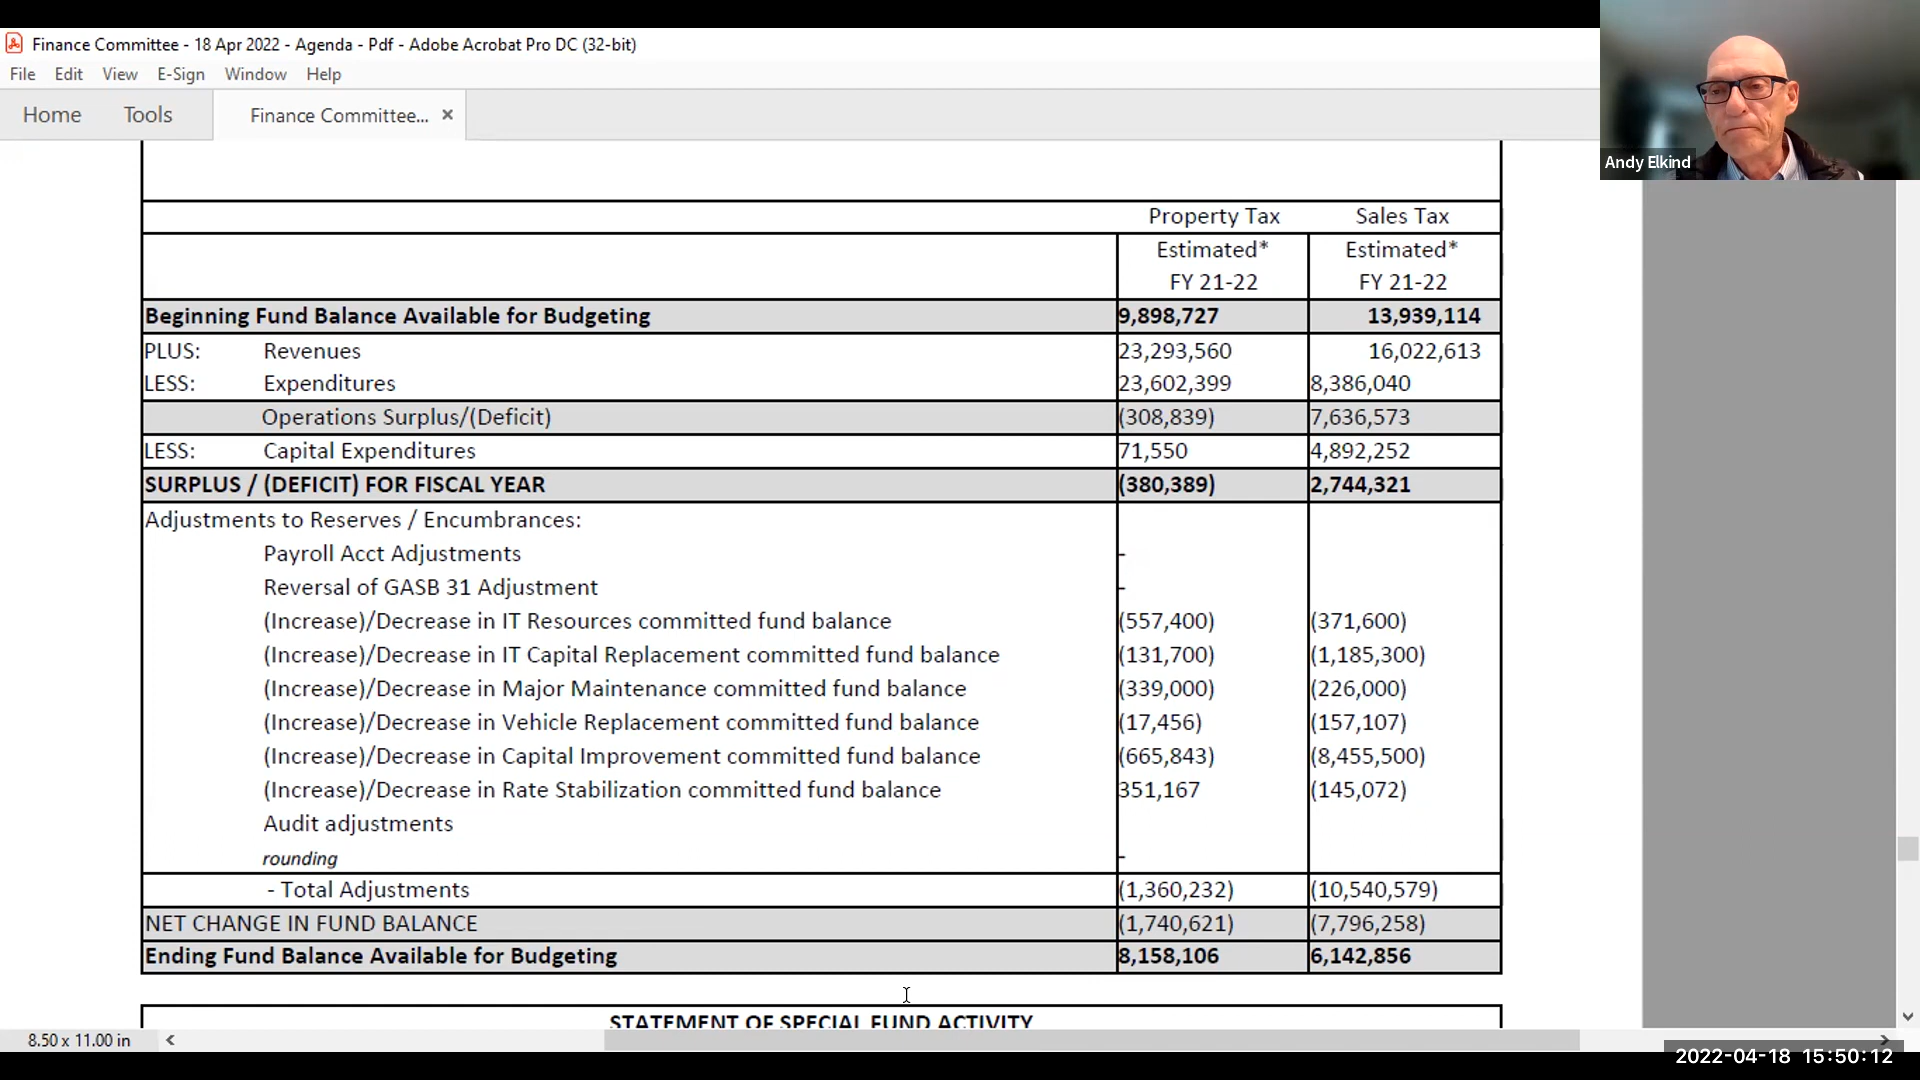 Finance Committee - 18 Apr 2022 - Agenda - Pdf - Adobe Acrobat Pro DC (32-bit)
File Edit View E-Sign Window Help
Home Tools Finance Committee... ×
Andy Elkind
Property Tax Sales Tax
Estimated* Estimated*
FY 21-22 FY 21-22
Beginning Fund Balance Available for Budgeting 9,898,727 13,939,114
PLUS: Revenues 23,293,560 16,022,613
LESS: Expenditures 23,602,399 8,386,040
Operations Surplus/(Deficit) (308,839) 7,636,573
LESS: Capital Expenditures 71,550 4,892,252
SURPLUS / (DEFICIT) FOR FISCAL YEAR (380,389) 2,744,321
Adjustments to Reserves / Encumbrances:
Payroll Acct Adjustments -
Reversal of GASB 31 Adjustment -
(Increase)/Decrease in IT Resources committed fund balance (557,400) (371,600)
(Increase)/Decrease in IT Capital Replacement committed fund balance (131,700) (1,185,300)
(Increase)/Decrease in Major Maintenance committed fund balance (339,000) (226,000)
(Increase)/Decrease in Vehicle Replacement committed fund balance (17,456) (157,107)
(Increase)/Decrease in Capital Improvement committed fund balance (665,843) (8,455,500)
(Increase)/Decrease in Rate Stabilization committed fund balance 351,167 (145,072)
Audit adjustments
rounding -
- Total Adjustments (1,360,232) (10,540,579)
NET CHANGE IN FUND BALANCE (1,740,621) (7,796,258)
Ending Fund Balance Available for Budgeting 8,158,106 6,142,856
STATEMENT OF SPECIAL FUND ACTIVITY
8.50 x 11.00 in
2022-04-18 15:50:12